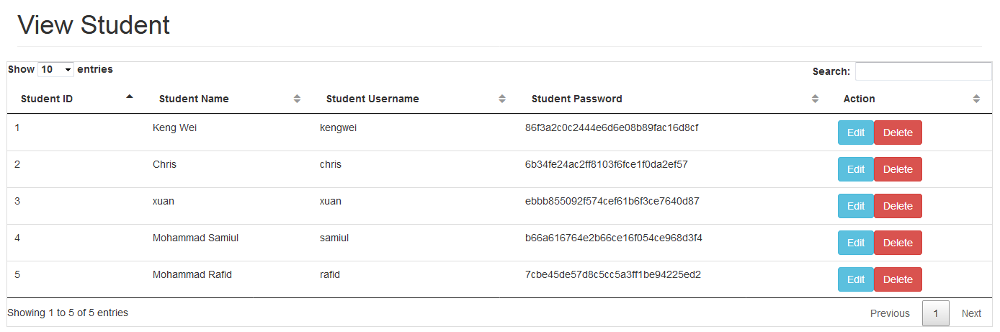 View Student
Show 10 entries Search:
Student ID Student Name Student Username Student Password Action
1 Keng Wei kengwei 86f3a2c0c2444e6d6e08b89fac16d8cf Edit Delete
2 Chris chris 6b34fe24ac2ff8103f6fce1f0da2ef57 Edit Delete
3 xuan xuan ebbb855092f574cef61b6f3ce7640d87 Edit Delete
4 Mohammad Samiul samiul b66a616764e2b66ce16f054ce968d3f4 Edit Delete
5 Mohammad Rafid rafid 7cbe45de57d8c5cc5a3ff1be94225ed2 Edit Delete
Showing 1 to 5 of 5 entries Previous 1 Next